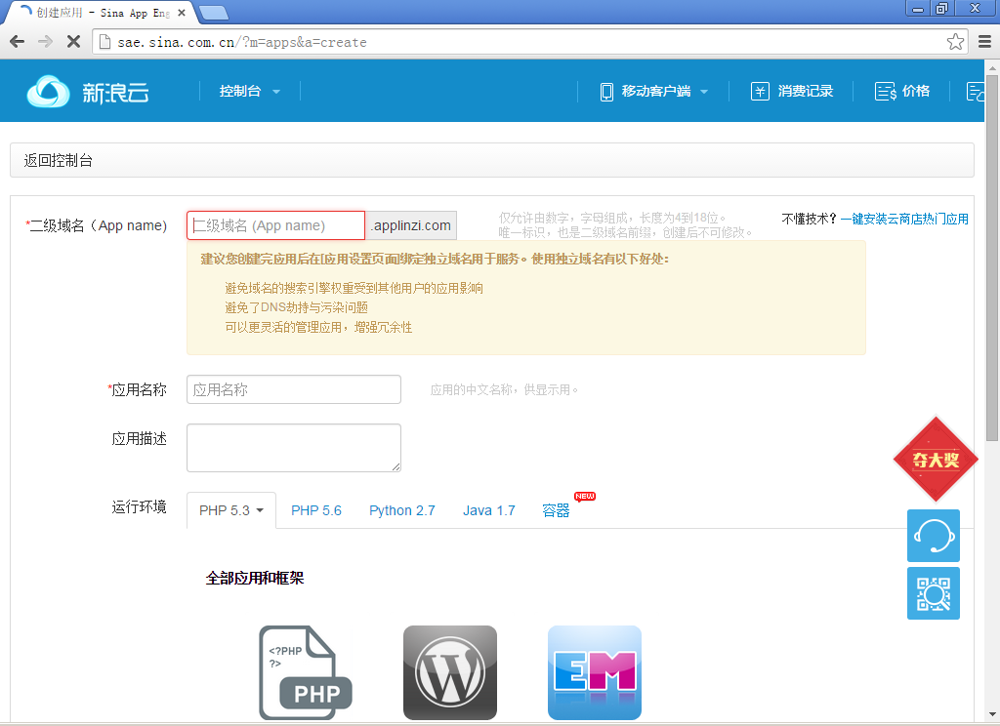 创建应用 - Sina App Eng
sae.sina.com.cn/?m=apps&a=create
新浪云
控制台
移动客户端
消费记录
价格
返回控制台
*二级域名（App name）
二级域名 (App name)
.applinzi.com
仅允许由数字，字母组成，长度为4到18位。
唯一标识，也是二级域名前缀，创建后不可修改。
不懂技术？一键安装云商店热门应用
建议您创建完应用后在[应用设置页面]绑定独立域名用于服务。使用独立域名有以下好处：
避免域名的搜索引擎权重受到其他用户的应用影响
避免了DNS劫持与污染问题
可以更灵活的管理应用，增强冗余性
*应用名称
应用名称
应用的中文名称，供显示用。
应用描述
夺大奖
运行环境
PHP 5.3
PHP 5.6
Python 2.7
Java 1.7
容器
NEW
全部应用和框架
<?PHP
?>
PHP
W
EM